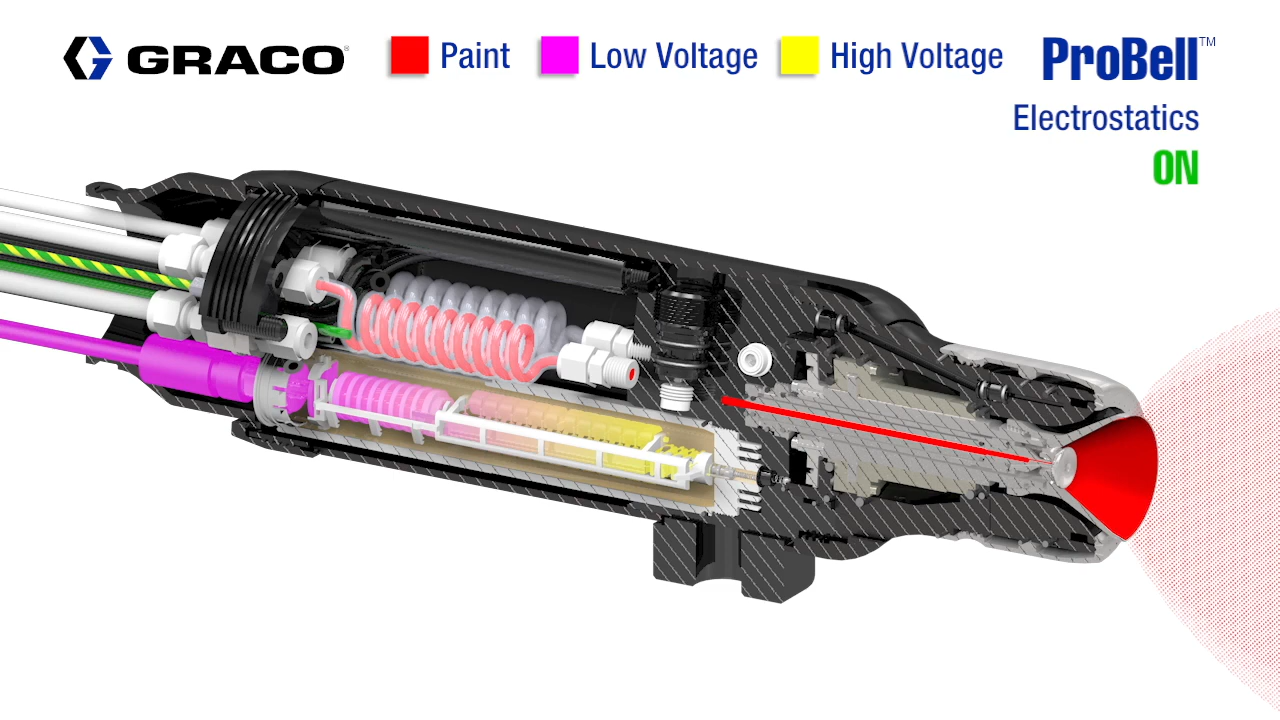 GRACO®
Paint
Low Voltage
High Voltage
ProBell™
Electrostatics
ON